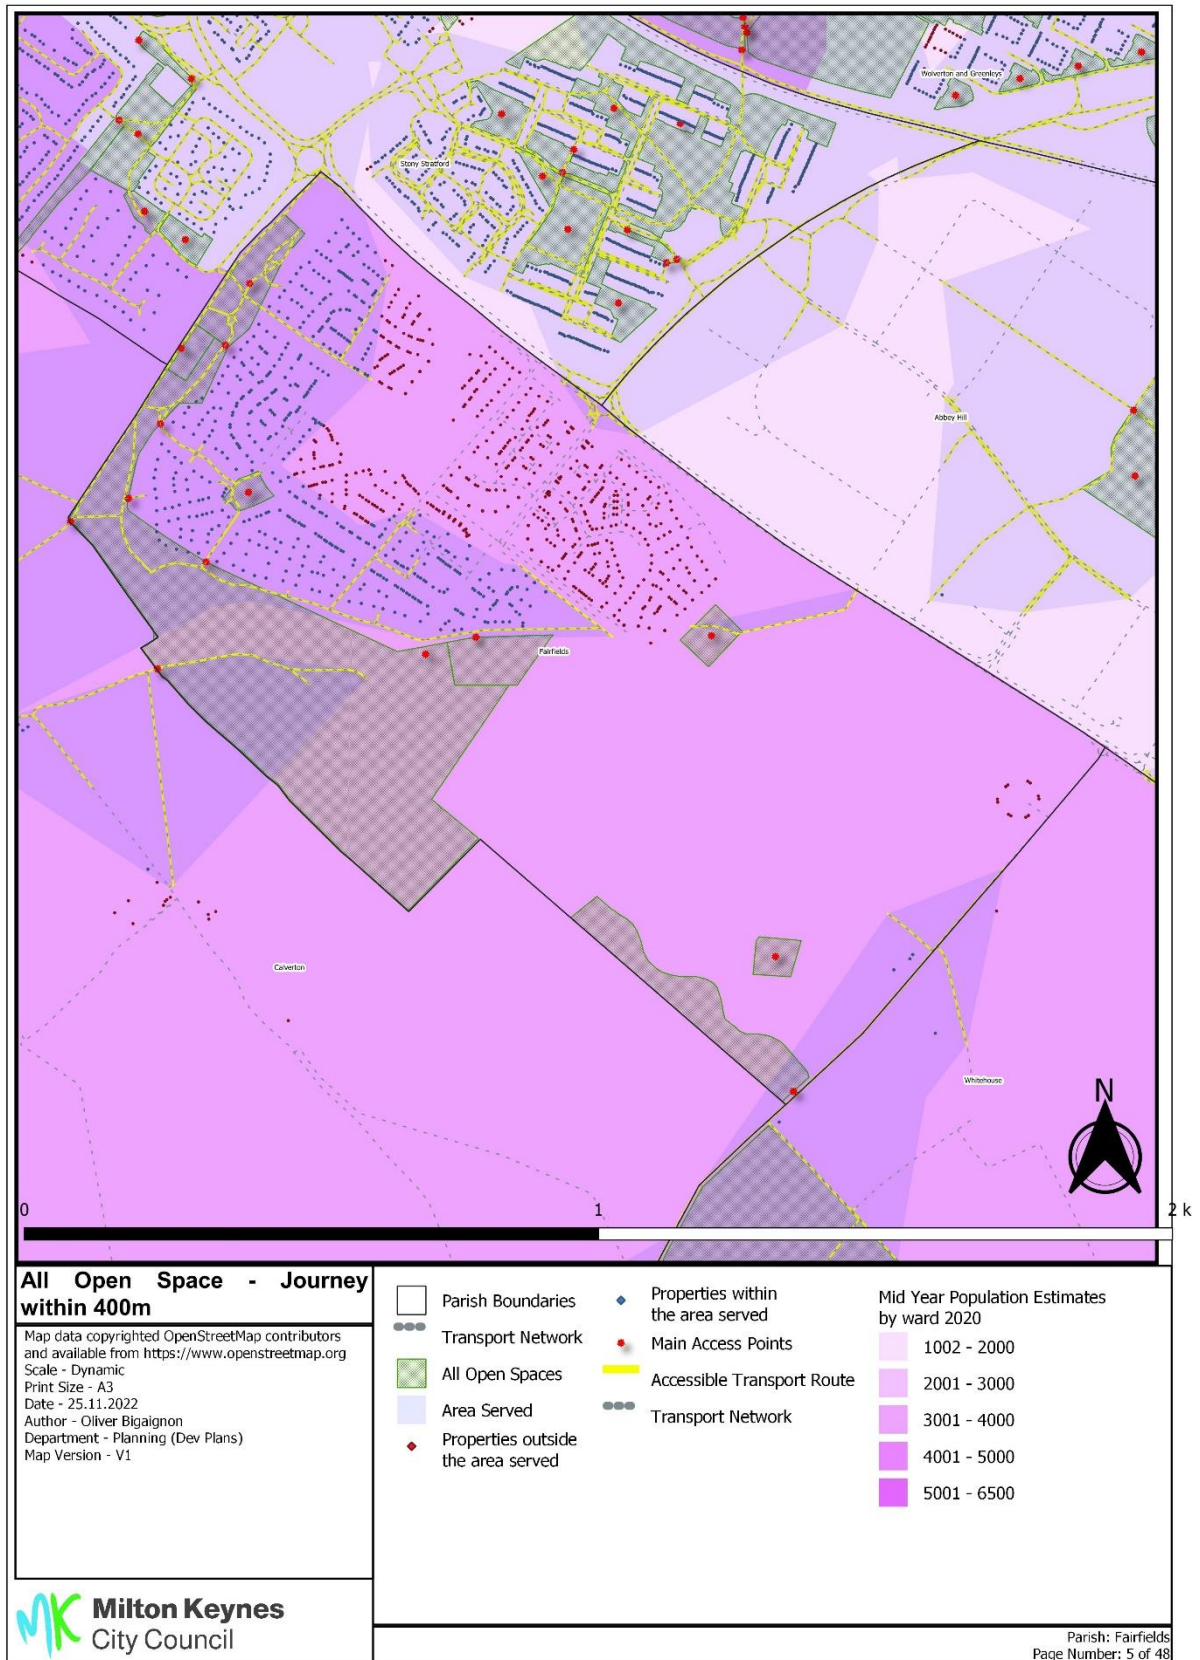 Wolverton and Greenleys
Stony Stratford
Abbey Hill
Fairfields
Calverton
Whitehouse
N
0 1 2 k
All Open Space - Journey
within 400m
Map data copyrighted OpenStreetMap contributors
and available from https://www.openstreetmap.org
Scale - Dynamic
Print Size - A3
Date - 25.11.2022
Author - Oliver Bigaignon
Department - Planning (Dev Plans)
Map Version - V1
Parish Boundaries
Transport Network
All Open Spaces
Area Served
Properties outside
the area served
Properties within
the area served
Main Access Points
Accessible Transport Route
Transport Network
Mid Year Population Estimates
by ward 2020
1002 - 2000
2001 - 3000
3001 - 4000
4001 - 5000
5001 - 6500
MK Milton Keynes
City Council
Parish: Fairfields
Page Number: 5 of 48